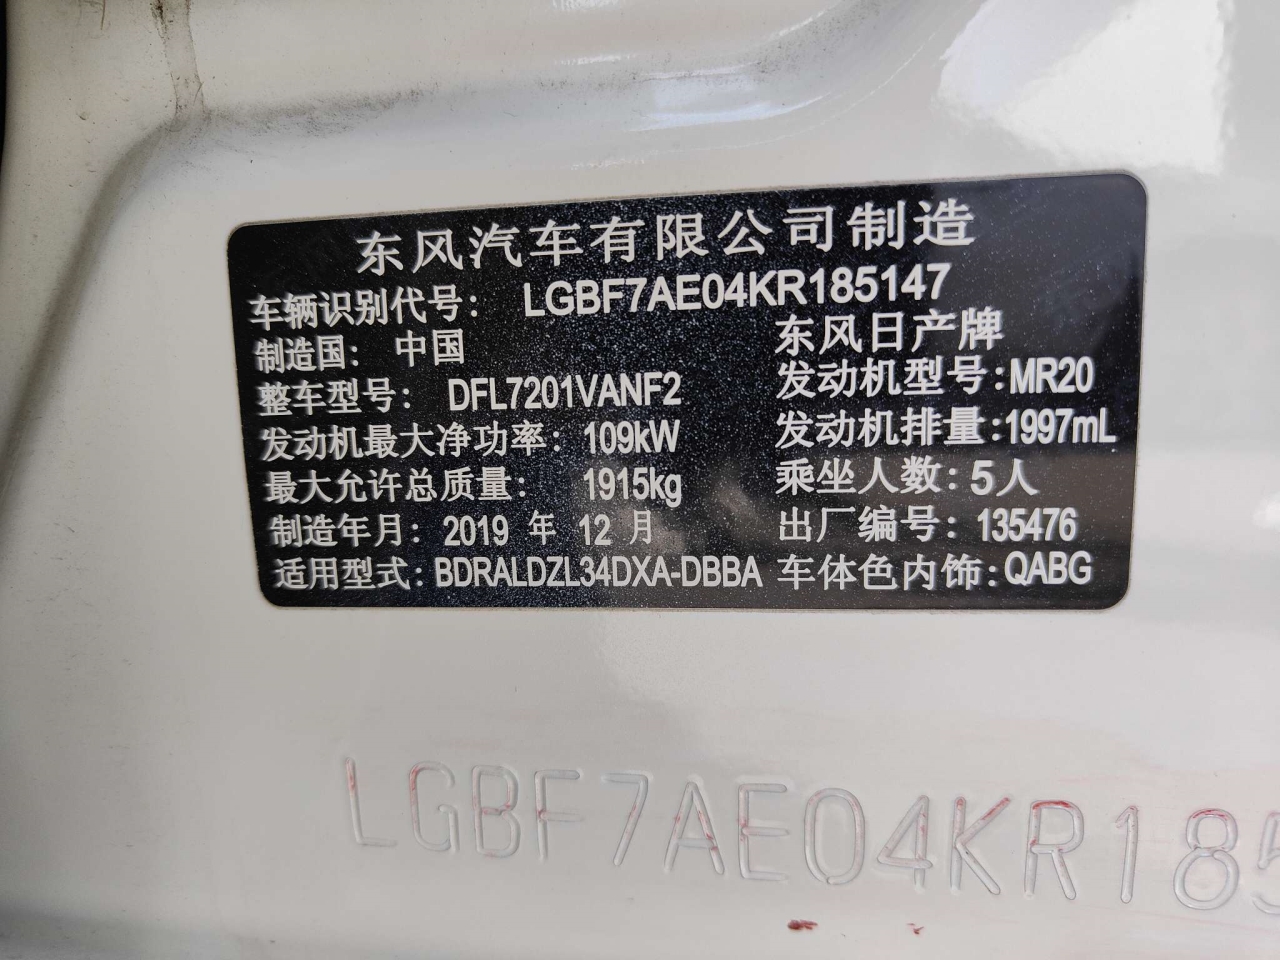 东风汽车有限公司制造
车辆识别代号： LGBF7AE04KR185147
制造国： 中国 东风日产牌
整车型号： DFL7201VANF2 发动机型号：MR20
发动机最大净功率： 109kW 发动机排量：1997mL
最大允许总质量： 1915kg 乘坐人数：5人
制造年月：2019 年 12 月 出厂编号：135476
适用型式：BDRALDZL34DXA-DBBA 车体色内饰：QABG
LGBF7AE04KR185